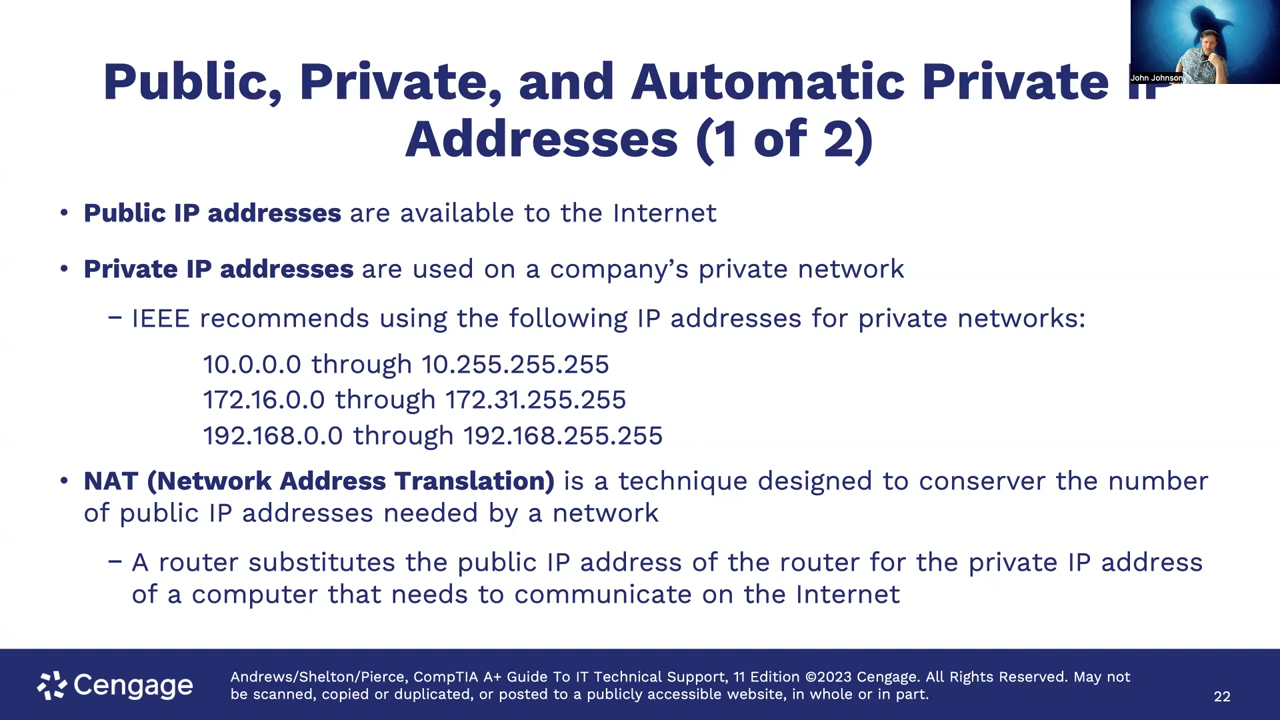 Public, Private, and Automatic Private IP
Addresses (1 of 2)
John Johnson
• Public IP addresses are available to the Internet
• Private IP addresses are used on a company’s private network
– IEEE recommends using the following IP addresses for private networks:
10.0.0.0 through 10.255.255.255
172.16.0.0 through 172.31.255.255
192.168.0.0 through 192.168.255.255
• NAT (Network Address Translation) is a technique designed to conserver the number
of public IP addresses needed by a network
– A router substitutes the public IP address of the router for the private IP address
of a computer that needs to communicate on the Internet
Cengage
Andrews/Shelton/Pierce, CompTIA A+ Guide To IT Technical Support, 11 Edition ©2023 Cengage. All Rights Reserved. May not
be scanned, copied or duplicated, or posted to a publicly accessible website, in whole or in part.
22